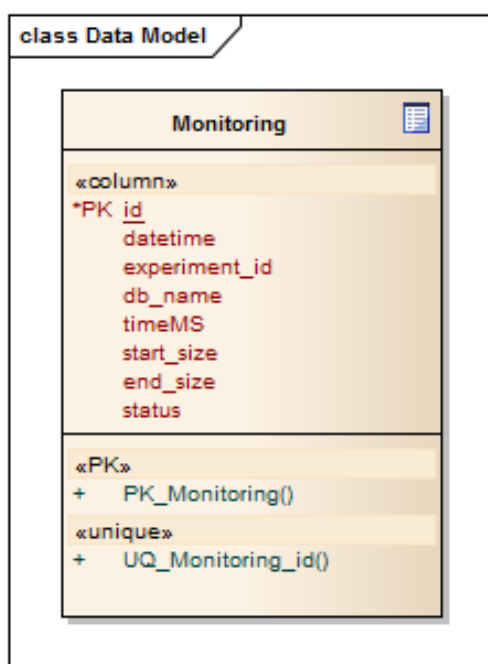 class Data Model
Monitoring
«column»
*PK id
datetime
experiment_id
db_name
timeMS
start_size
end_size
status
«PK»
+ PK_Monitoring()
«unique»
+ UQ_Monitoring_id()